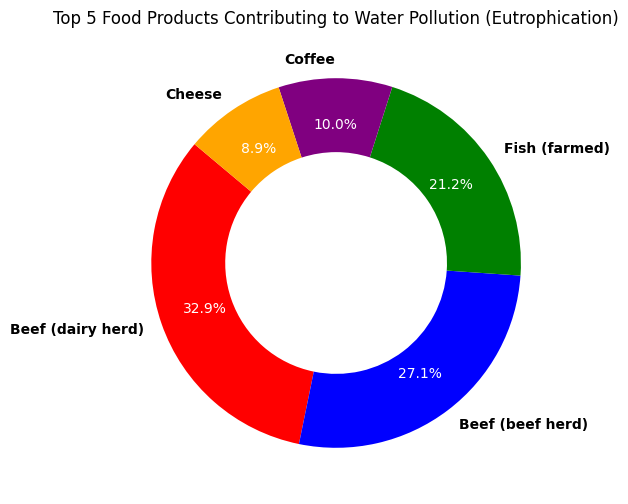 Top 5 Food Products Contributing to Water Pollution (Eutrophication)
Coffee
Cheese
10.0%
8.9%
Fish (farmed)
21.2%
32.9%
Beef (dairy herd)
27.1%
Beef (beef herd)